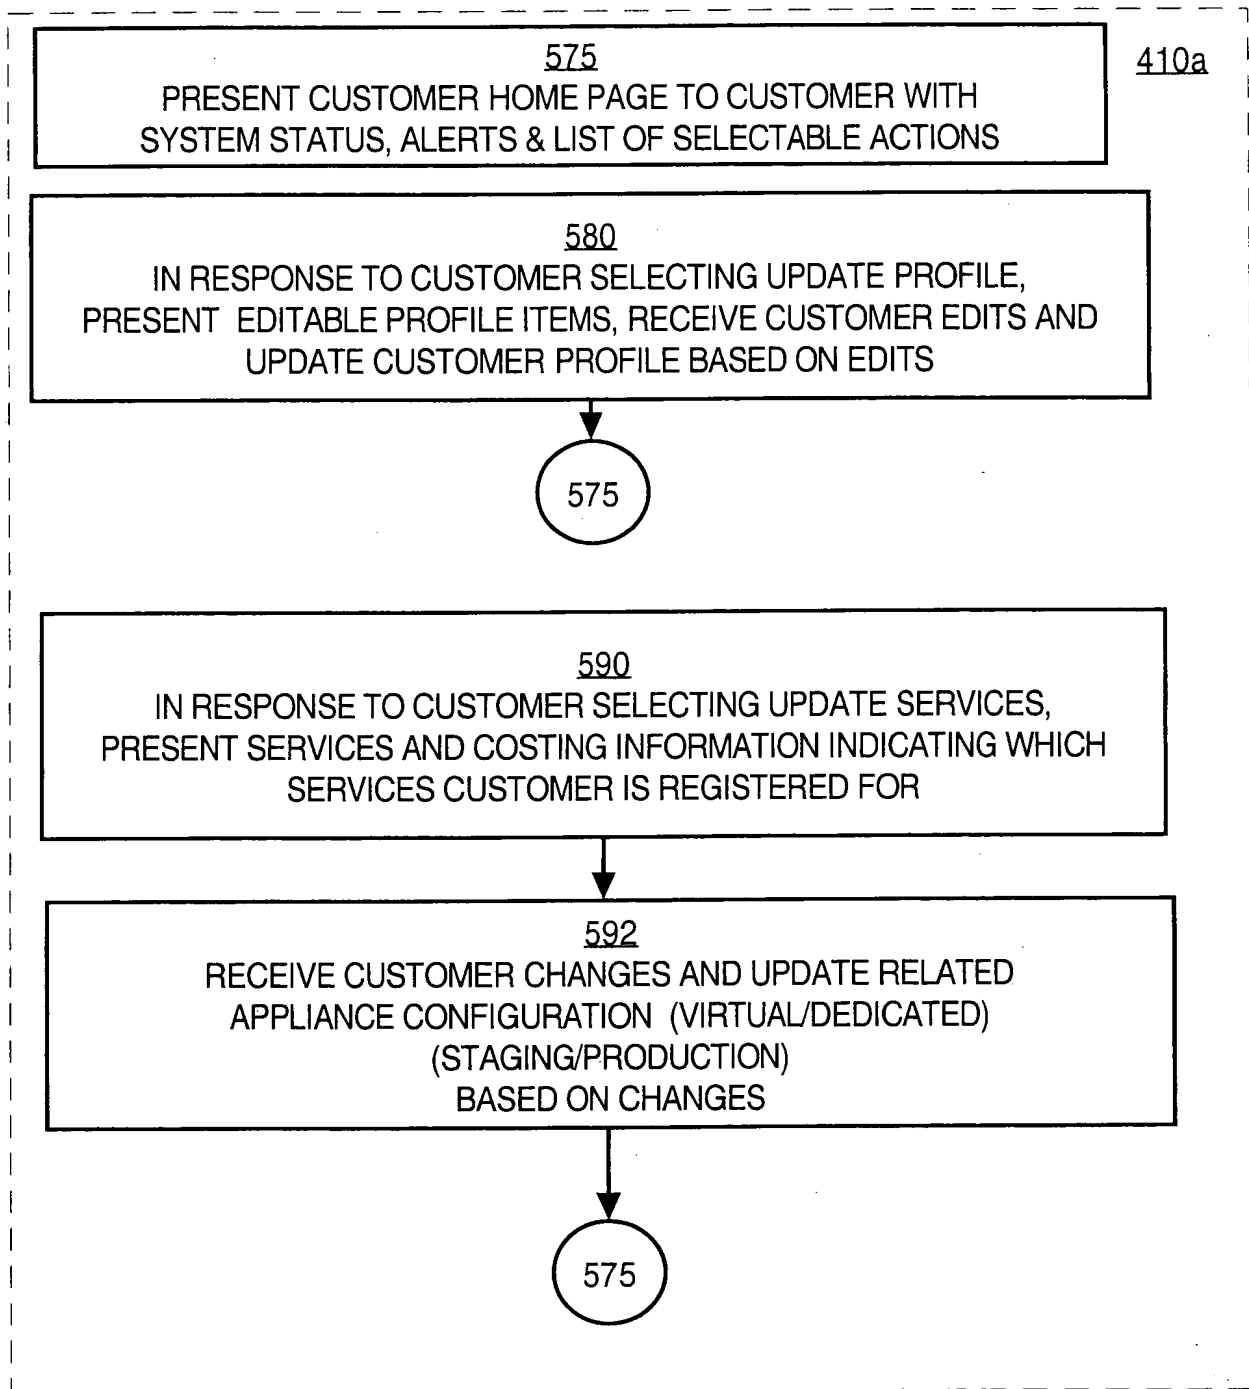 410a
575
PRESENT CUSTOMER HOME PAGE TO CUSTOMER WITH
SYSTEM STATUS, ALERTS & LIST OF SELECTABLE ACTIONS
580
IN RESPONSE TO CUSTOMER SELECTING UPDATE PROFILE,
PRESENT EDITABLE PROFILE ITEMS, RECEIVE CUSTOMER EDITS AND
UPDATE CUSTOMER PROFILE BASED ON EDITS
575
590
IN RESPONSE TO CUSTOMER SELECTING UPDATE SERVICES,
PRESENT SERVICES AND COSTING INFORMATION INDICATING WHICH
SERVICES CUSTOMER IS REGISTERED FOR
592
RECEIVE CUSTOMER CHANGES AND UPDATE RELATED
APPLIANCE CONFIGURATION (VIRTUAL/DEDICATED)
(STAGING/PRODUCTION)
BASED ON CHANGES
575